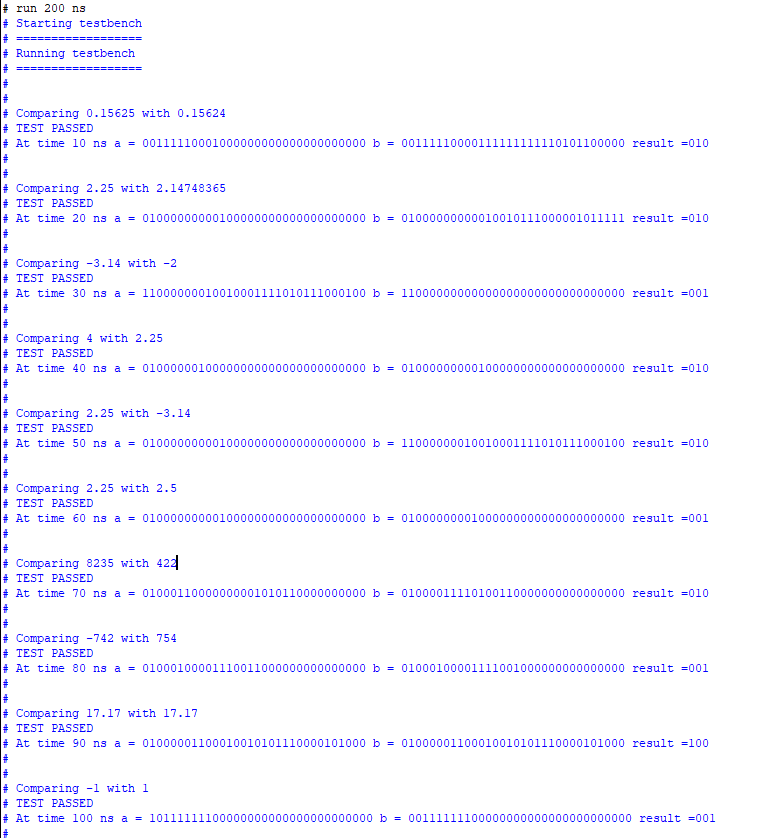 # run 200 ns
# Starting testbench
# ==================
# Running testbench
# ==================
#
#
# Comparing 0.15625 with 0.15624
# TEST PASSED
# At time 10 ns a = 00111110001000000000000000000000 b = 00111110000111111111110101100000 result =010
#
#
# Comparing 2.25 with 2.14748365
# TEST PASSED
# At time 20 ns a = 01000000000100000000000000000000 b = 01000000000010010111000001011111 result =010
#
#
# Comparing -3.14 with -2
# TEST PASSED
# At time 30 ns a = 11000000010010001111010111000100 b = 11000000000000000000000000000000 result =001
#
#
# Comparing 4 with 2.25
# TEST PASSED
# At time 40 ns a = 01000000100000000000000000000000 b = 01000000000100000000000000000000 result =010
#
#
# Comparing 2.25 with -3.14
# TEST PASSED
# At time 50 ns a = 01000000000100000000000000000000 b = 11000000010010001111010111000100 result =010
#
#
# Comparing 2.25 with 2.5
# TEST PASSED
# At time 60 ns a = 01000000000100000000000000000000 b = 01000000001000000000000000000000 result =001
#
#
# Comparing 8235 with 422
# TEST PASSED
# At time 70 ns a = 01000110000000001010110000000000 b = 01000011110100110000000000000000 result =010
#
#
# Comparing -742 with 754
# TEST PASSED
# At time 80 ns a = 01000100001110011000000000000000 b = 01000100001111001000000000000000 result =001
#
#
# Comparing 17.17 with 17.17
# TEST PASSED
# At time 90 ns a = 01000001100010010101110000101000 b = 01000001100010010101110000101000 result =100
#
#
# Comparing -1 with 1
# TEST PASSED
# At time 100 ns a = 10111111100000000000000000000000 b = 00111111100000000000000000000000 result =001
#